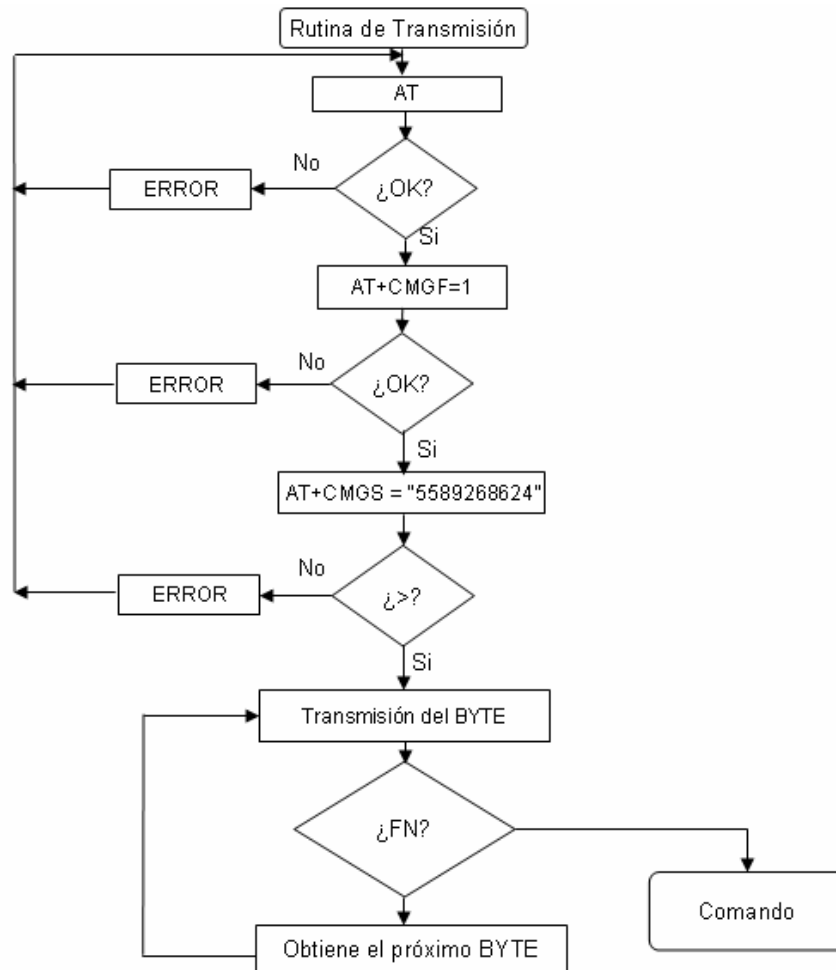 Rutina de Transmisión
AT
No
¿OK?
ERROR
Si
AT+CMGF=1
No
¿OK?
ERROR
Si
AT+CMGS = "5589268624"
No
¿>?
ERROR
Si
Transmisión del BYTE
¿FN?
Comando
Obtiene el próximo BYTE